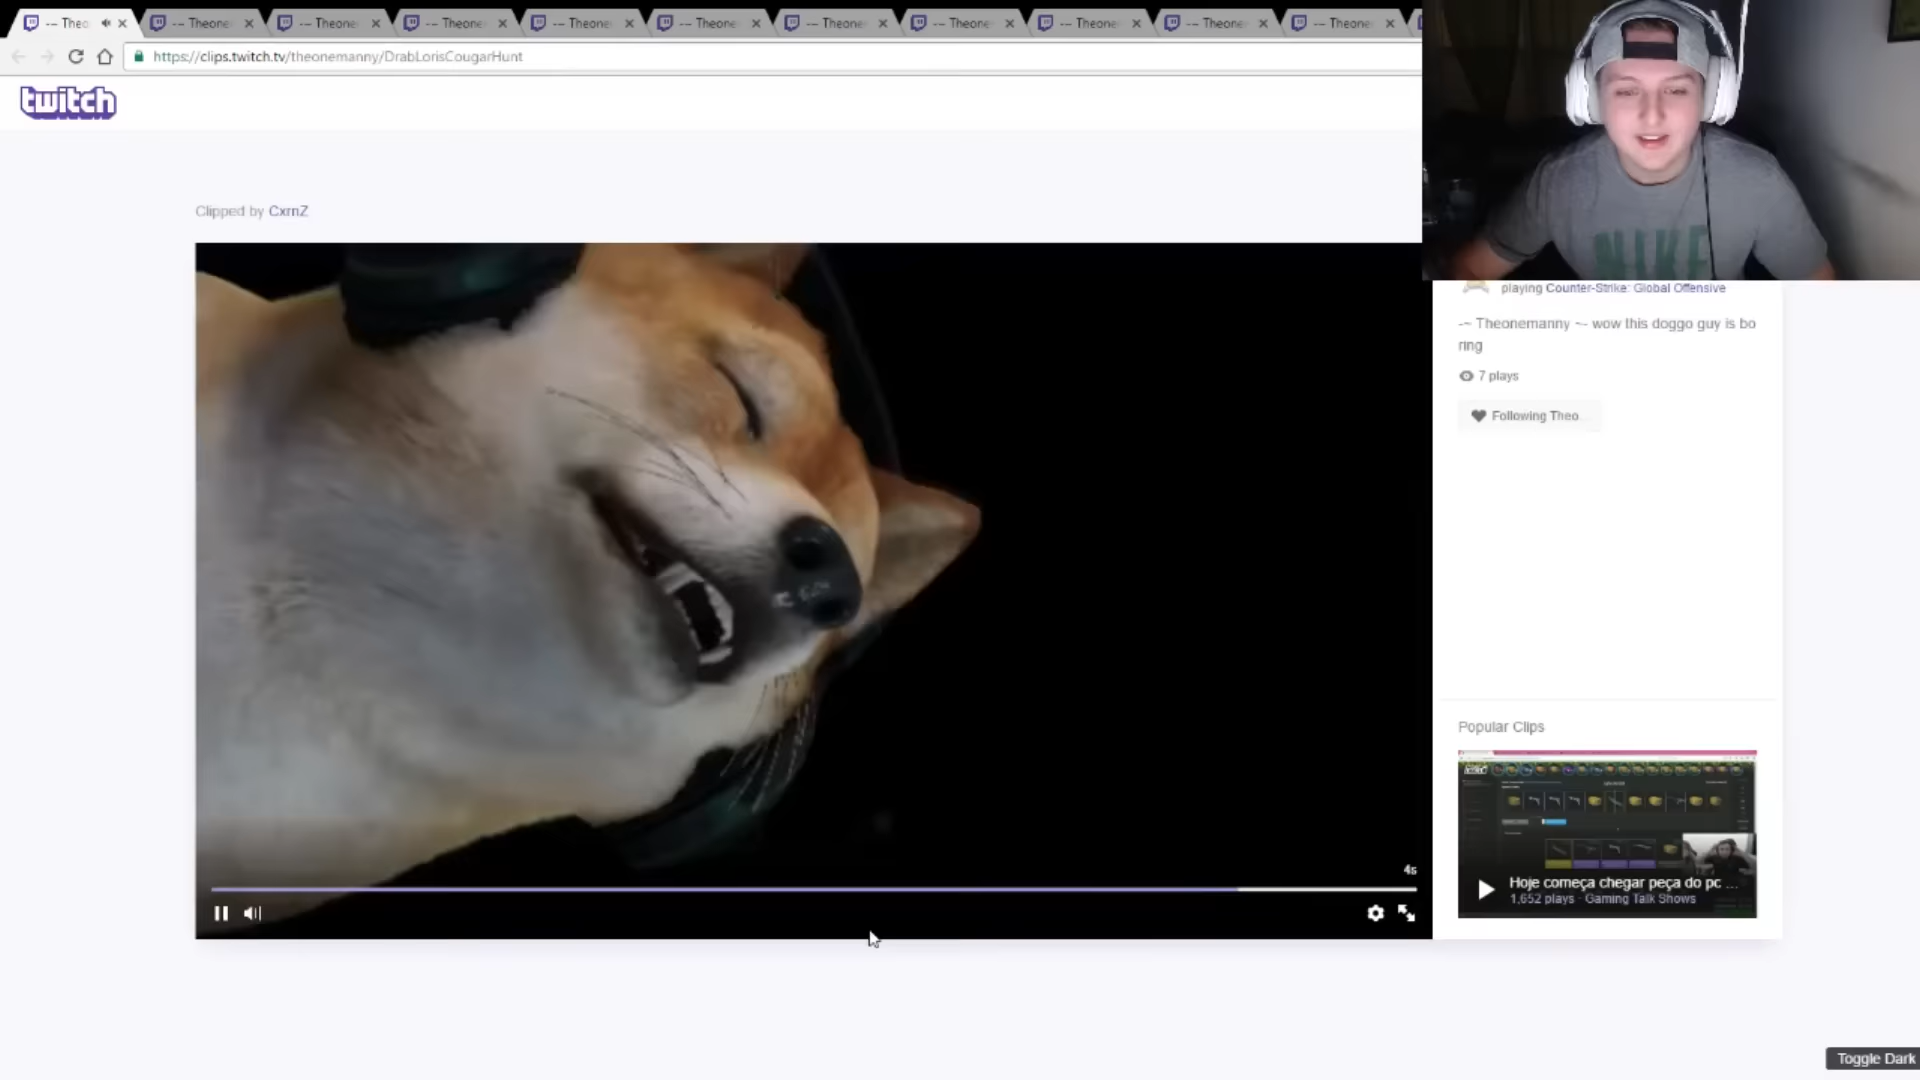 -- Theo
-- Theone
-- Theone
-- Theone
-- Theone
-- Theone
-- Theone
-- Theone
-- Theone
-- Theone
-- Theone
https://clips.twitch.tv/theonemanny/DrabLorisCougarHunt
twitch
Clipped by CxrnZ
NIKE
playing Counter-Strike: Global Offensive
-~ Theonemanny ~- wow this doggo guy is bo
ring
7 plays
Following Theo
4s
Popular Clips
Hoje começa chegar peça do pc ...
1,652 plays · Gaming Talk Shows
Toggle Dark